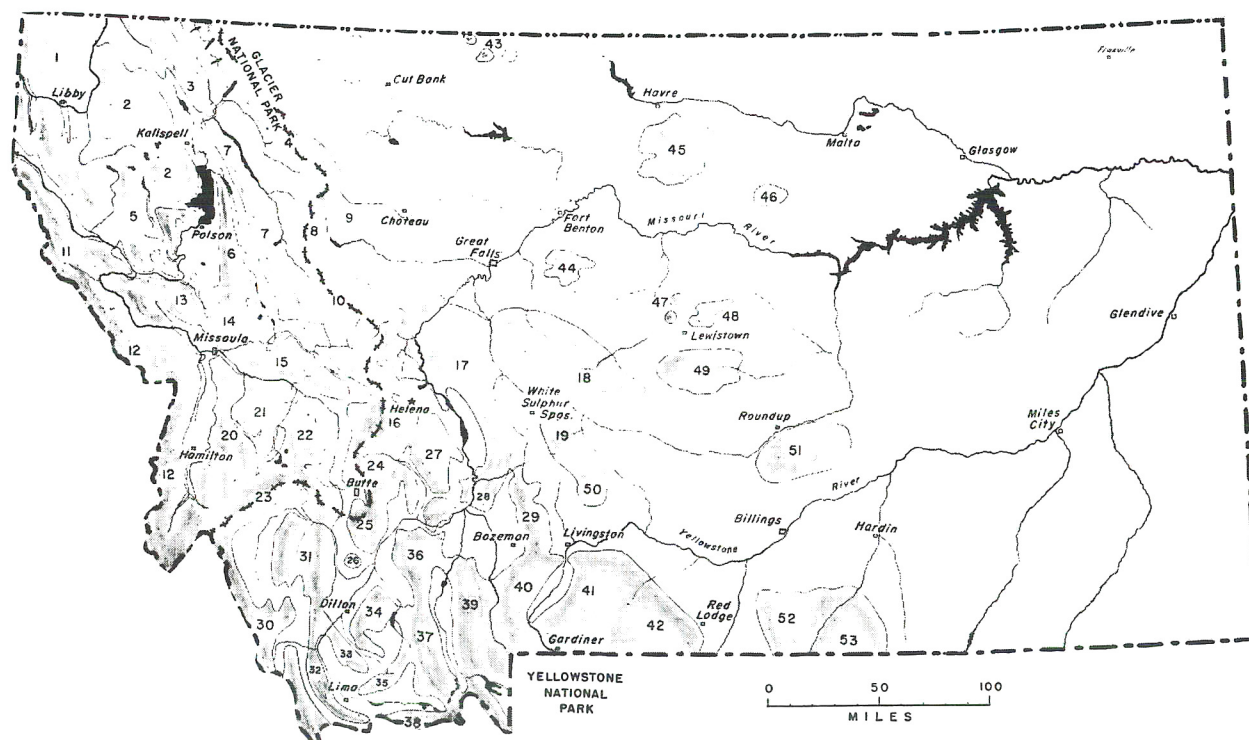 43
1
GLACIER
NATIONAL PARK
3
Cut Bank
Libby
Havre
2
Kalispell
4
Malta
Glasgow
7
45
2
46
5
9
Choteau
Fort
Benton
Missouri
River
Polson
7
8
11
6
Great
Falls
44
10
47
48
13
14
Lewistown
Glendive
Missoula
12
15
17
18
49
White
Sulphur
Spgs.
Helena
16
Roundup
Miles
City
21
20
22
19
Hamilton
27
51
12
24
23
Butte
28
50
River
25
29
Billings
Hardin
Livingston
Bozeman
Yellowstone
31
26
36
40
41
Dillon
34
39
Red
Lodge
30
42
52
37
33
53
Gardiner
32
35
Lima
38
YELLOWSTONE
NATIONAL
PARK
0 50 100
MILES